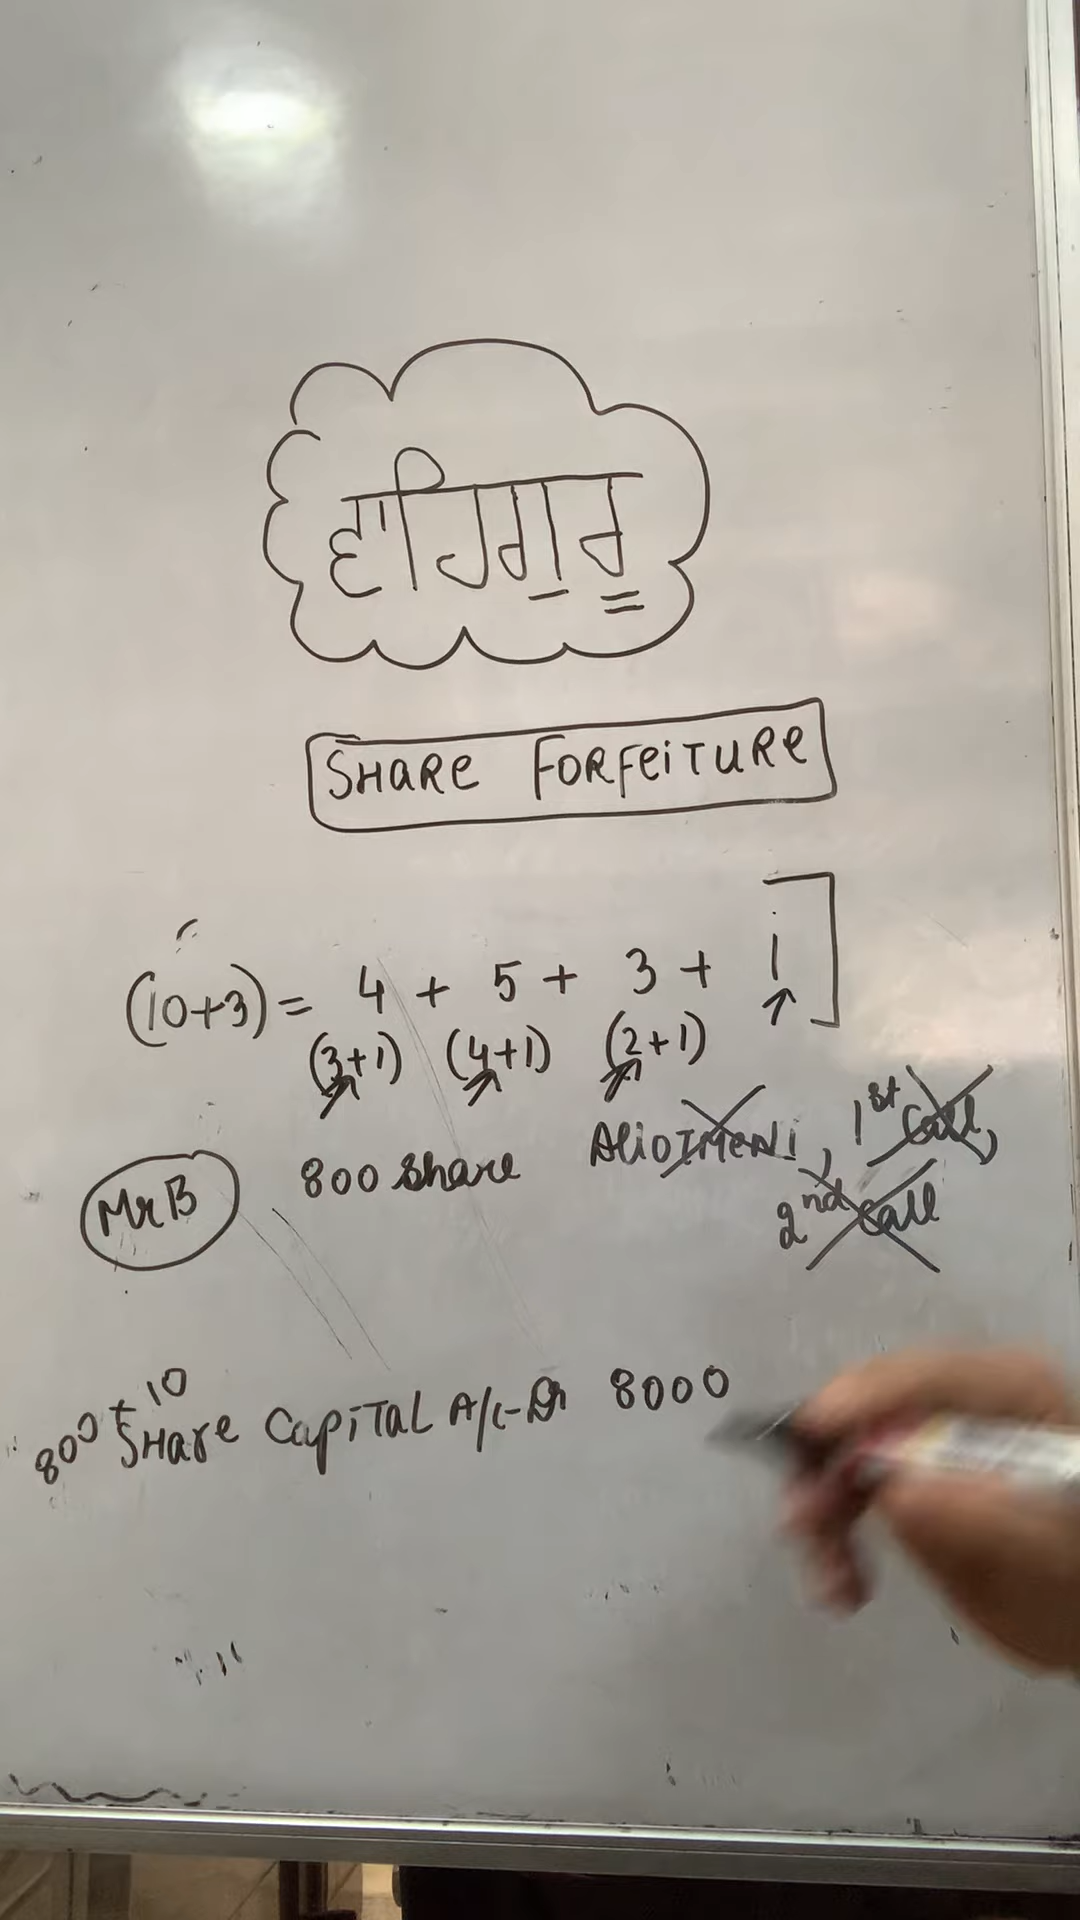 ਵਾਹਿਗੁਰੂ
SHARE FORFEITURE
(10+3) = 4 + 5 + 3 + 1 ]
(3+1) (4+1) (2+1)
Mr B 800 Share Allotment, 1st Call,
2nd Call
800 × 10
Share Capital A/c - Dr 8000